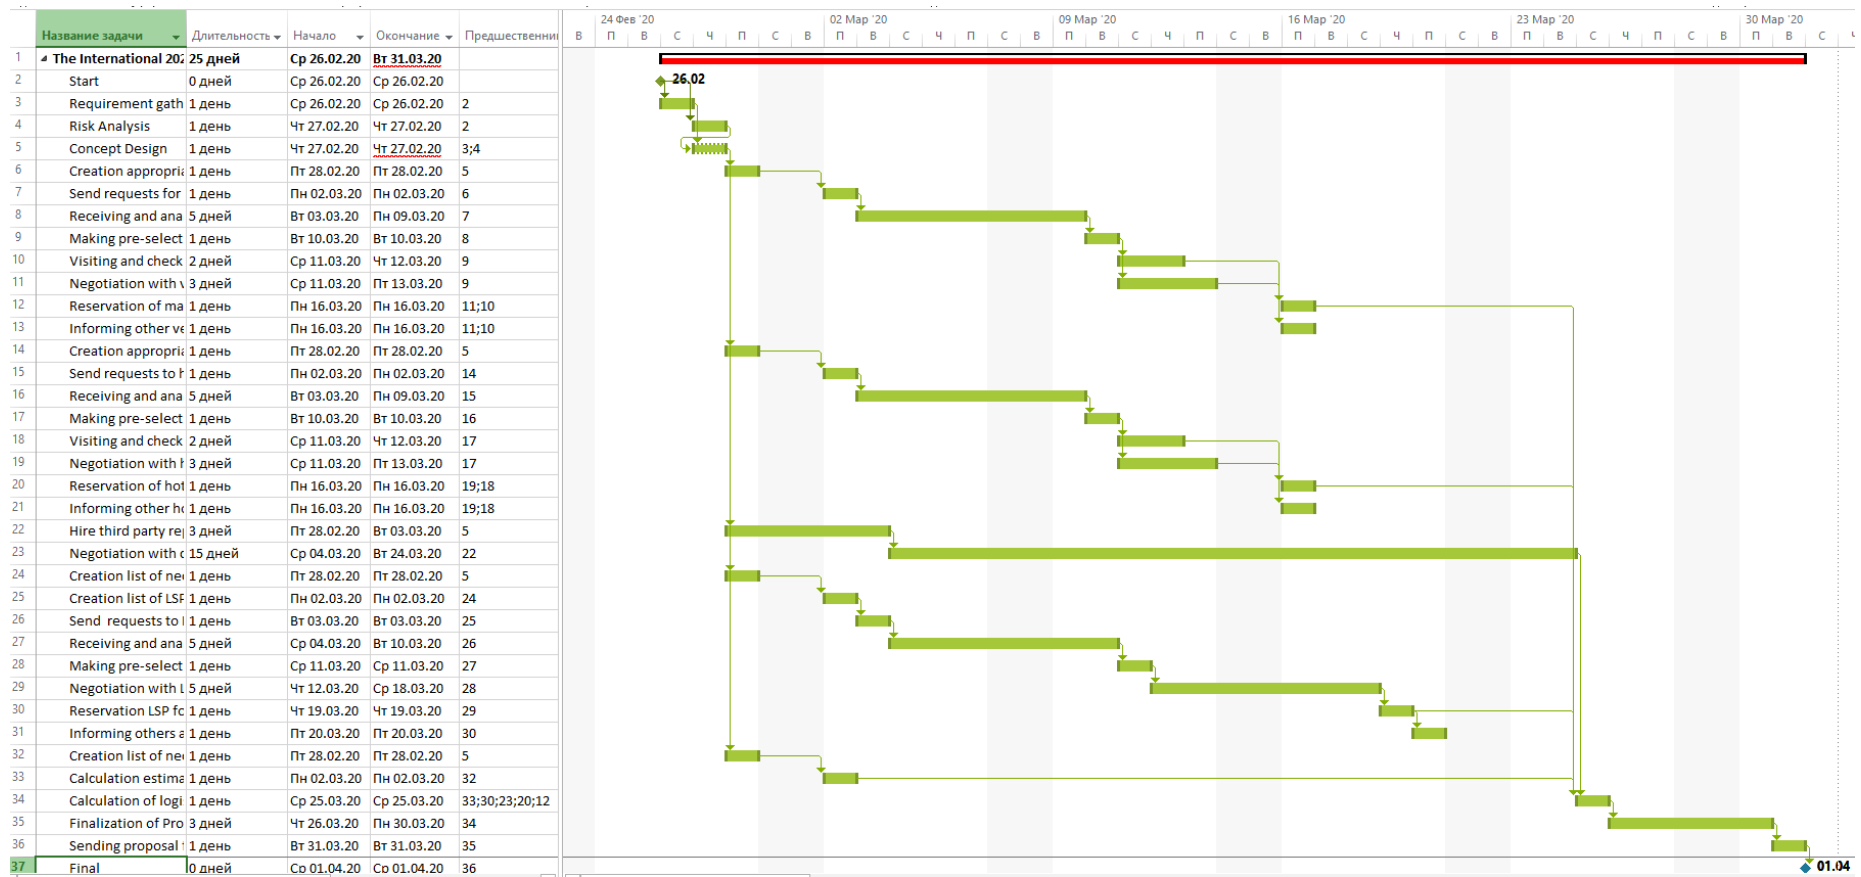 24 Фев '20 02 Мар '20 09 Мар '20 16 Мар '20 23 Мар '20 30 Мар '20
Название задачи Длительность Начало Окончание Предшественни В П В С Ч П С В П В С Ч П С В П В С Ч П С В П В С Ч П С В П В С Ч П С В П В С Ч
1 The International 202 25 дней Ср 26.02.20 Вт 31.03.20
2 Start 0 дней Ср 26.02.20 Ср 26.02.20 26.02
3 Requirement gath 1 день Ср 26.02.20 Ср 26.02.20 2
4 Risk Analysis 1 день Чт 27.02.20 Чт 27.02.20 2
5 Concept Design 1 день Чт 27.02.20 Чт 27.02.20 3;4
6 Creation appropria 1 день Пт 28.02.20 Пт 28.02.20 5
7 Send requests for 1 день Пн 02.03.20 Пн 02.03.20 6
8 Receiving and ana 5 дней Вт 03.03.20 Пн 09.03.20 7
9 Making pre-select 1 день Вт 10.03.20 Вт 10.03.20 8
10 Visiting and check 2 дней Ср 11.03.20 Чт 12.03.20 9
11 Negotiation with v 3 дней Ср 11.03.20 Пт 13.03.20 9
12 Reservation of ma 1 день Пн 16.03.20 Пн 16.03.20 11;10
13 Informing other ve 1 день Пн 16.03.20 Пн 16.03.20 11;10
14 Creation appropria 1 день Пт 28.02.20 Пт 28.02.20 5
15 Send requests to h 1 день Пн 02.03.20 Пн 02.03.20 14
16 Receiving and ana 5 дней Вт 03.03.20 Пн 09.03.20 15
17 Making pre-select 1 день Вт 10.03.20 Вт 10.03.20 16
18 Visiting and check 2 дней Ср 11.03.20 Чт 12.03.20 17
19 Negotiation with h 3 дней Ср 11.03.20 Пт 13.03.20 17
20 Reservation of hot 1 день Пн 16.03.20 Пн 16.03.20 19;18
21 Informing other ho 1 день Пн 16.03.20 Пн 16.03.20 19;18
22 Hire third party re 3 дней Пт 28.02.20 Вт 03.03.20 5
23 Negotiation with c 15 дней Ср 04.03.20 Вт 24.03.20 22
24 Creation list of ne 1 день Пт 28.02.20 Пт 28.02.20 5
25 Creation list of LSP 1 день Пн 02.03.20 Пн 02.03.20 24
26 Send requests to 1 день Вт 03.03.20 Вт 03.03.20 25
27 Receiving and ana 5 дней Ср 04.03.20 Вт 10.03.20 26
28 Making pre-select 1 день Ср 11.03.20 Ср 11.03.20 27
29 Negotiation with L 5 дней Чт 12.03.20 Ср 18.03.20 28
30 Reservation LSP fo 1 день Чт 19.03.20 Чт 19.03.20 29
31 Informing others a 1 день Пт 20.03.20 Пт 20.03.20 30
32 Creation list of ne 1 день Пт 28.02.20 Пт 28.02.20 5
33 Calculation estima 1 день Пн 02.03.20 Пн 02.03.20 32
34 Calculation of logi 1 день Ср 25.03.20 Ср 25.03.20 33;30;23;20;12
35 Finalization of Pro 3 дней Чт 26.03.20 Пн 30.03.20 34
36 Sending proposal 1 день Вт 31.03.20 Вт 31.03.20 35
37 Final 0 дней Ср 01.04.20 Ср 01.04.20 36 01.04